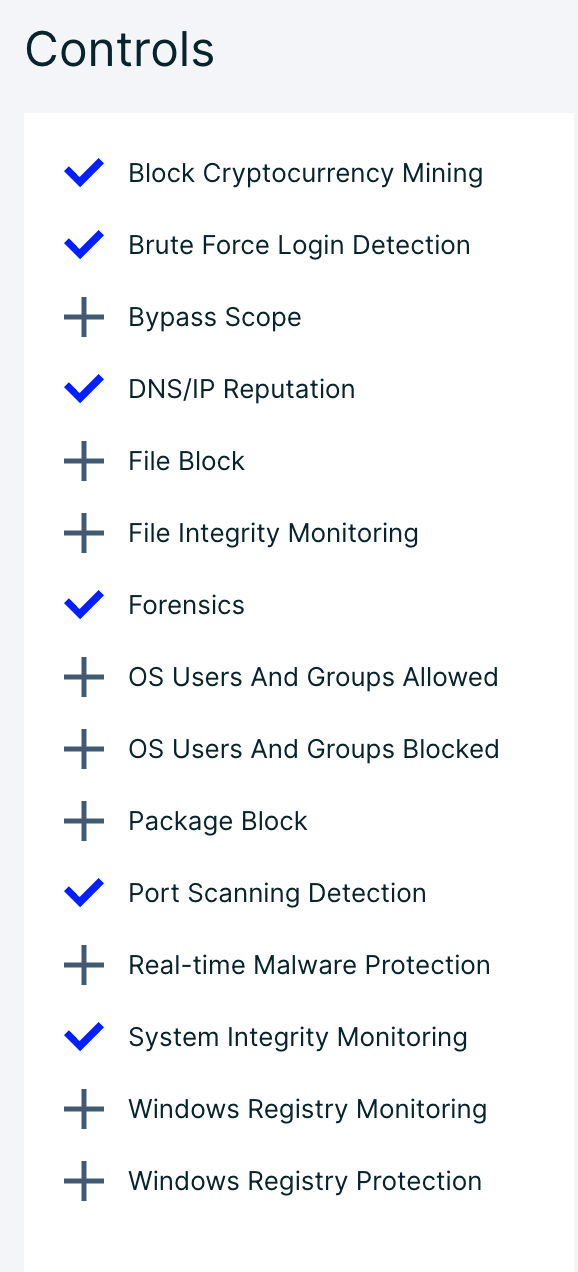 Controls
Block Cryptocurrency Mining
Brute Force Login Detection
Bypass Scope
DNS/IP Reputation
File Block
File Integrity Monitoring
Forensics
OS Users And Groups Allowed
OS Users And Groups Blocked
Package Block
Port Scanning Detection
Real-time Malware Protection
System Integrity Monitoring
Windows Registry Monitoring
Windows Registry Protection